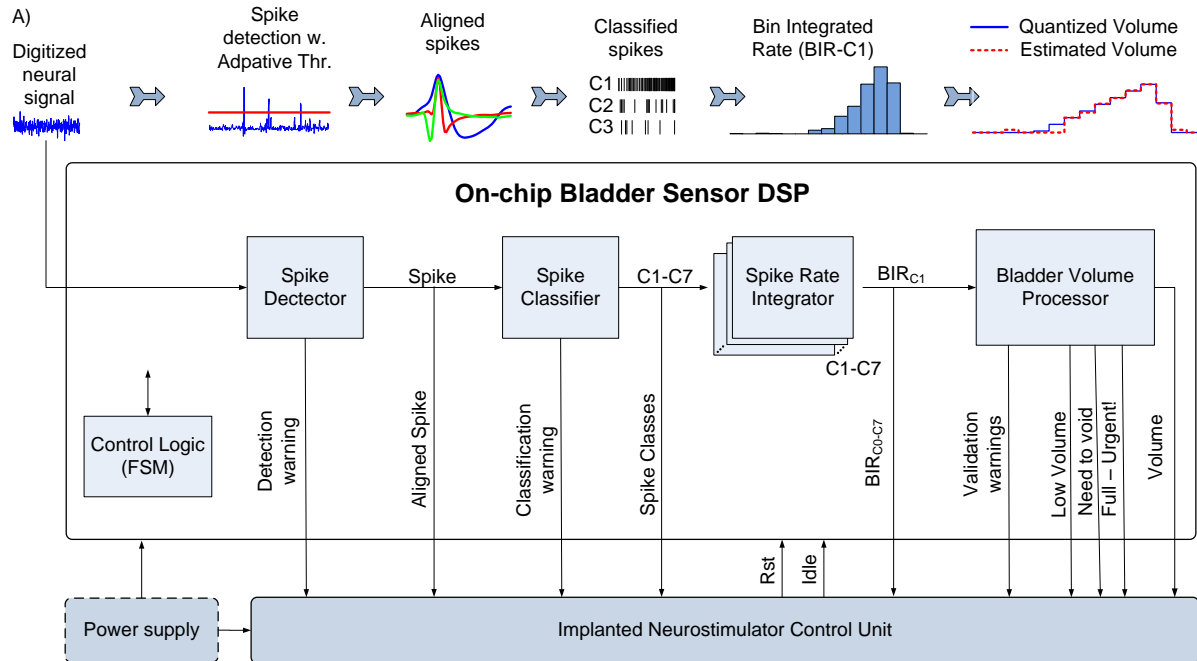 A)
Digitized
neural
signal
Spike
detection w.
Adpative Thr.
Aligned
spikes
Classified
spikes
C1
C2
C3
Bin Integrated
Rate (BIR-C1)
Quantized Volume
Estimated Volume
On-chip Bladder Sensor DSP
Spike
Dectector
Spike
Spike
Classifier
C1-C7
Spike Rate
Integrator
C1-C7
BIRC1
Bladder Volume
Processor
Control Logic
(FSM)
Detection
warning
Aligned Spike
Classification
warning
Spike Classes
Rst
Idle
BIRC0-C7
Validation
warnings
Low Volume
Need to void
Full – Urgent!
Volume
Power supply
Implanted Neurostimulator Control Unit